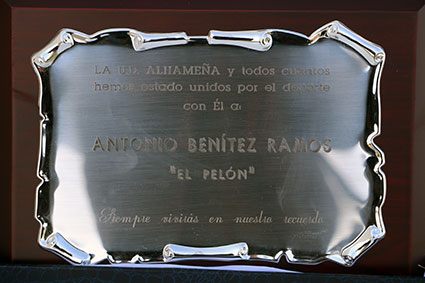 LA U.D. ALHAMEÑA y todos cuantos
hemos estado unidos por el deporte
con Él a:
ANTONIO BENÍTEZ RAMOS
"EL PELÓN"
Siempre vivirás en nuestro recuerdo